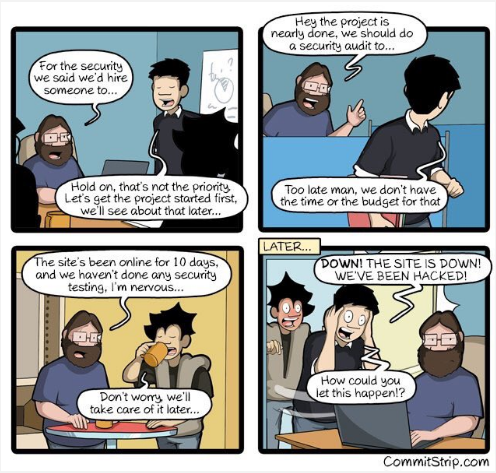 For the security
we said we'd hire
someone to...
Hold on, that's not the priority.
Let's get the project started first,
we'll see about that later...
Hey the project is
nearly done, we should do
a security audit to...
Too late man, we don't have
the time or the budget for that
The site's been online for 10 days,
and we haven't done any security
testing, I'm nervous...
Don't worry, we'll
take care of it later...
LATER...
DOWN! THE SITE IS DOWN!
WE'VE BEEN HACKED!
How could you
let this happen!?
CommitStrip.com